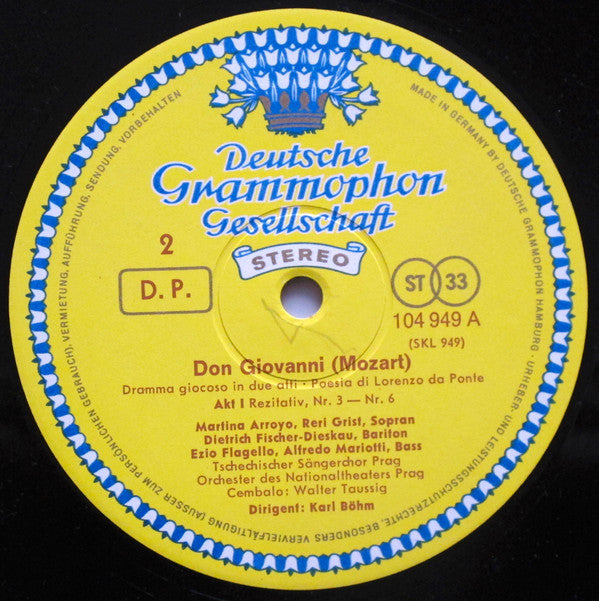 Deutsche
Grammophon
Gesellschaft
STEREO
2
D. P.
ST 33
104 949 A
(SKL 949)
Don Giovanni (Mozart)
Dramma giocoso in due atti · Poesia di Lorenzo da Ponte
Akt I Rezitativ, Nr. 3 — Nr. 6
Martina Arroyo, Reri Grist, Sopran
Dietrich Fischer-Dieskau, Bariton
Ezio Flagello, Alfredo Mariotti, Bass
Tschechischer Sängerchor Prag
Orchester des Nationaltheaters Prag
Cembalo: Walter Taussig
Dirigent: Karl Böhm
MADE IN GERMANY BY DEUTSCHE GRAMMOPHON HAMBURG · URHEBER- UND LEISTUNGSSCHUTZRECHTE, BESONDERS VERVIELFÄLTIGUNG (AUSSER ZUM PERSÖNLICHEN GEBRAUCH), VERMIETUNG, AUFFÜHRUNG, SENDUNG, VORBEHALTEN